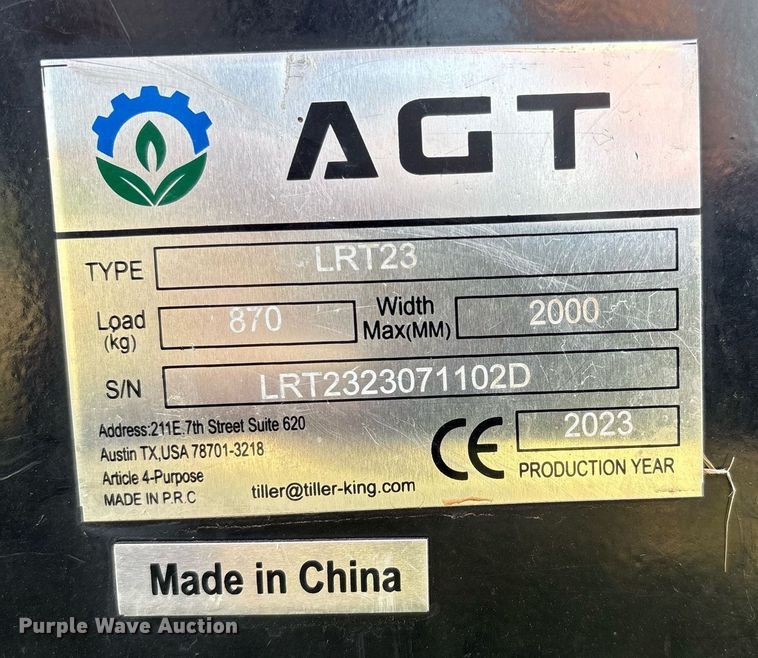 AGT
TYPE LRT23
Load (kg) 870 Width Max(MM) 2000
S/N LRT2323071102D
Address:211E.7th Street Suite 620
Austin TX,USA 78701-3218
Article 4-Purpose
MADE IN P.R.C
tiller@tiller-king.com
CE
2023
PRODUCTION YEAR
Made in China
Purple Wave Auction